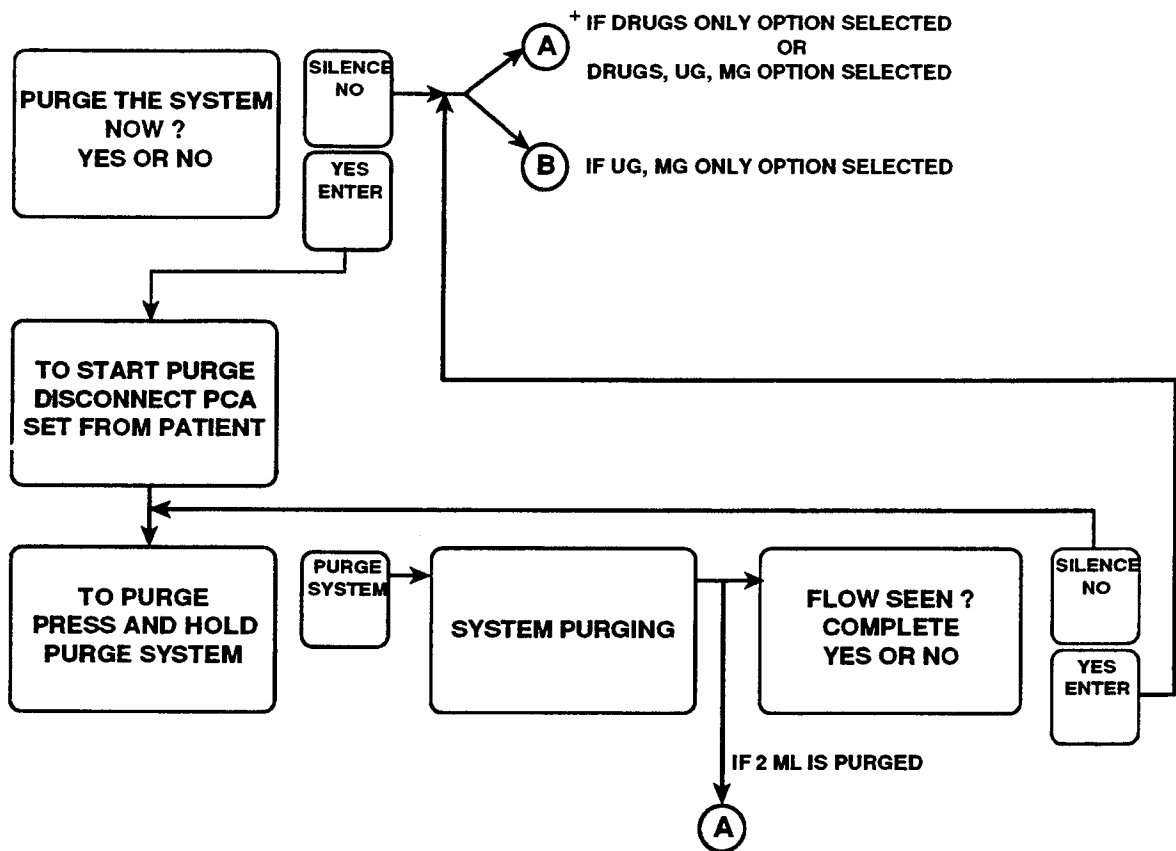 PURGE THE SYSTEM
NOW ?
YES OR NO
SILENCE
NO
YES
ENTER
A
+ IF DRUGS ONLY OPTION SELECTED
OR
DRUGS, UG, MG OPTION SELECTED
B
IF UG, MG ONLY OPTION SELECTED
TO START PURGE
DISCONNECT PCA
SET FROM PATIENT
TO PURGE
PRESS AND HOLD
PURGE SYSTEM
PURGE
SYSTEM
SYSTEM PURGING
FLOW SEEN ?
COMPLETE
YES OR NO
SILENCE
NO
YES
ENTER
IF 2 ML IS PURGED
A